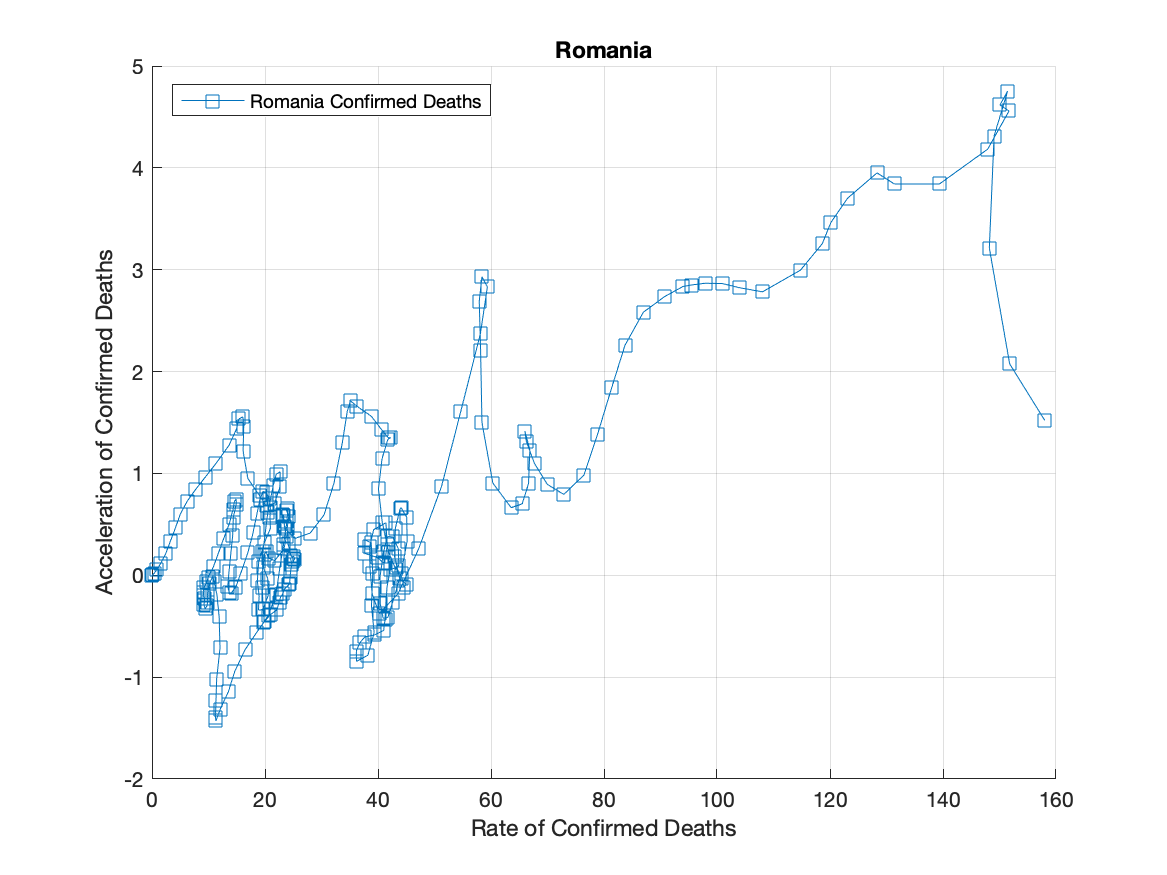 Romania
Romania Confirmed Deaths
Acceleration of Confirmed Deaths
5
4
3
2
1
0
-1
-2
0 20 40 60 80 100 120 140 160
Rate of Confirmed Deaths